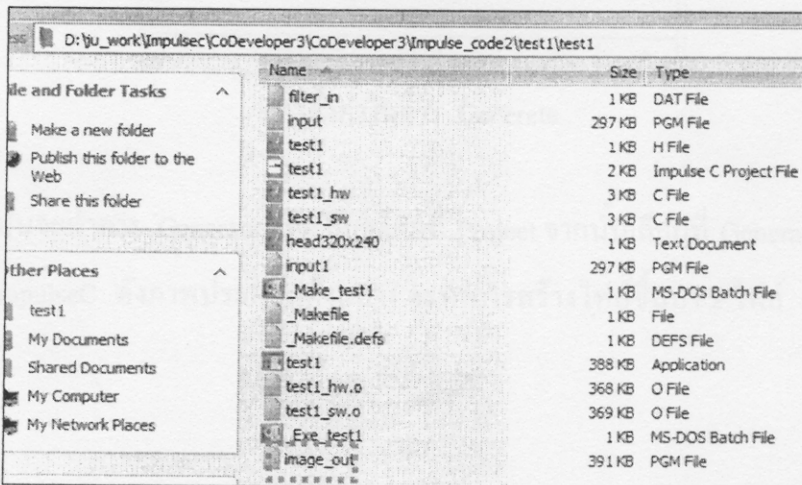 ess D:\ju_work\Impulsec\CoDeveloper3\CoDeveloper3\Impulse_code2\test1\test1
Name Size Type
ile and Folder Tasks
Make a new folder
Publish this folder to the
Web
Share this folder
Other Places
test1
My Documents
Shared Documents
My Computer
My Network Places
filter_in 1 KB DAT File
input 297 KB PGM File
test1 1 KB H File
test1 2 KB Impulse C Project File
test1_hw 3 KB C File
test1_sw 3 KB C File
head320x240 1 KB Text Document
input1 297 KB PGM File
_Make_test1 1 KB MS-DOS Batch File
_Makefile 1 KB File
_Makefile.defs 1 KB DEFS File
test1 388 KB Application
test1_hw.o 368 KB O File
test1_sw.o 369 KB O File
_Exe_test1 1 KB MS-DOS Batch File
image_out 391 KB PGM File